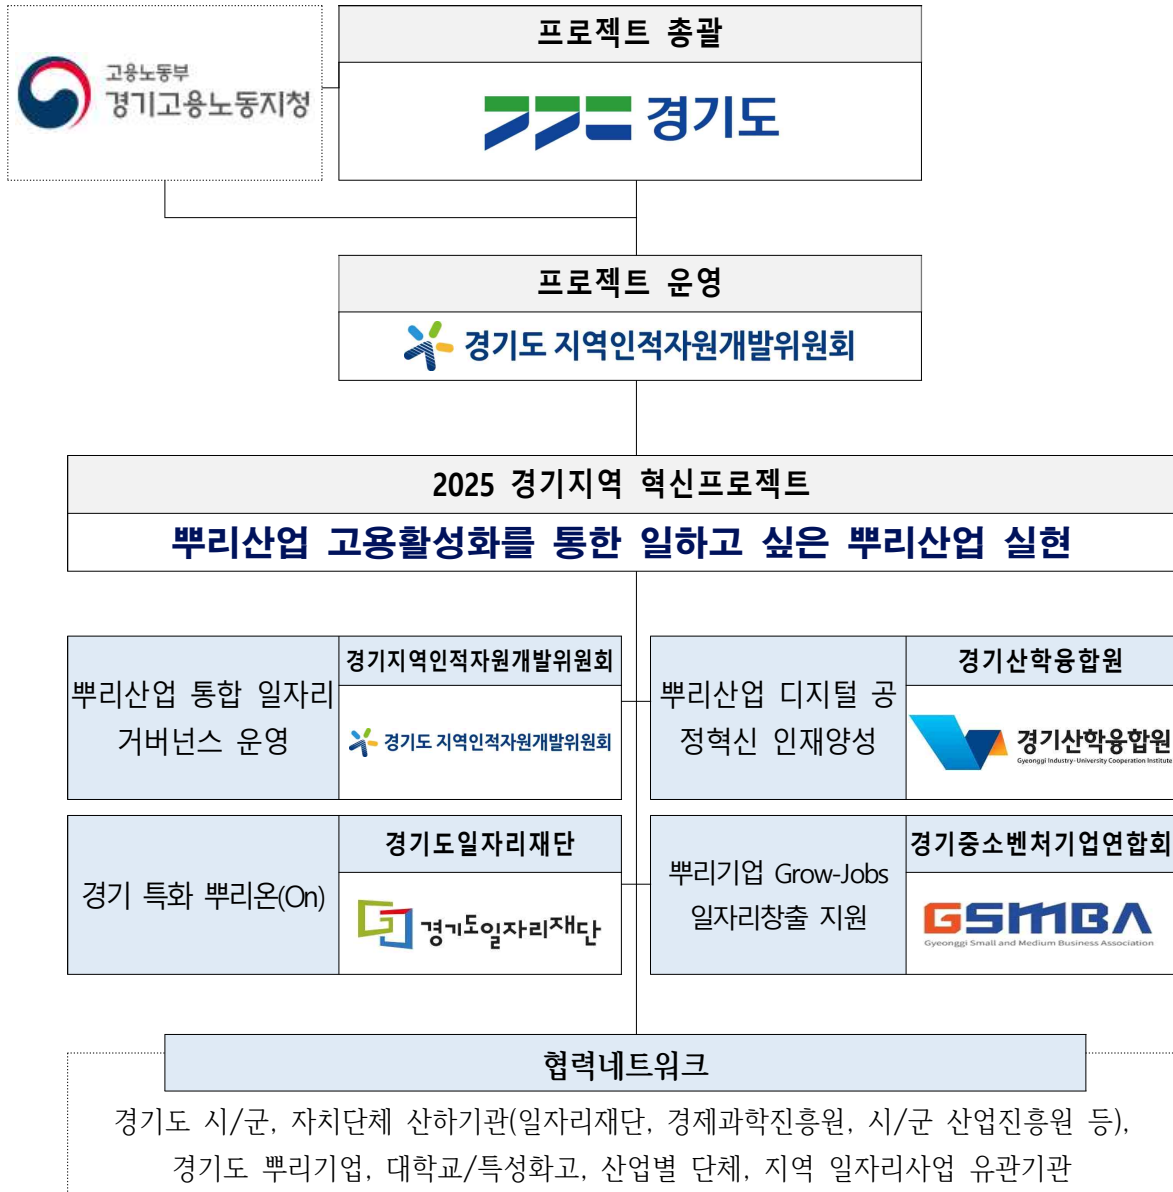 고용노동부
경기고용노동지청
프로젝트 총괄
경기도
프로젝트 운영
경기도 지역인적자원개발위원회
2025 경기지역 혁신프로젝트
뿌리산업 고용활성화를 통한 일하고 싶은 뿌리산업 실현
뿌리산업 통합 일자리
거버넌스 운영
경기지역인적자원개발위원회
경기도 지역인적자원개발위원회
뿌리산업 디지털 공
정혁신 인재양성
경기산학융합원
경기산학융합원
Gyeonggi Industry-University Cooperation Institute
경기 특화 뿌리온(On)
경기도일자리재단
경기도일자리재단
뿌리기업 Grow-Jobs
일자리창출 지원
경기중소벤처기업연합회
GSMBA
Gyeonggi Small and Medium Business Association
협력네트워크
경기도 시/군, 자치단체 산하기관(일자리재단, 경제과학진흥원, 시/군 산업진흥원 등),
경기도 뿌리기업, 대학교/특성화고, 산업별 단체, 지역 일자리사업 유관기관